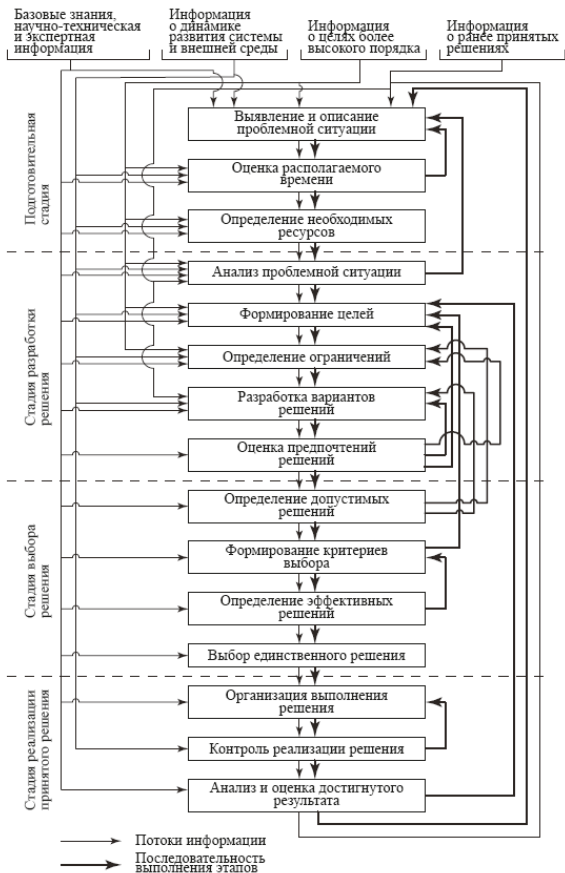 Базовые знания,
научно-техническая
и экспертная
информация
Информация
о динамике
развития системы
и внешней среды
Информация
о целях более
высокого порядка
Информация
о ранее принятых
решениях
Подготовительная
стадия
Выявление и описание
проблемной ситуации
Оценка располагаемого
времени
Определение необходимых
ресурсов
Стадия разработки
решения
Анализ проблемной ситуации
Формирование целей
Определение ограничений
Разработка вариантов
решений
Оценка предпочтений
решений
Стадия выбора
решения
Определение допустимых
решений
Формирование критериев
выбора
Определение эффективных
решений
Выбор единственного решения
Стадия реализации
принятого решения
Организация выполнения
решения
Контроль реализации решения
Анализ и оценка достигнутого
результата
Потоки информации
Последовательность
выполнения этапов